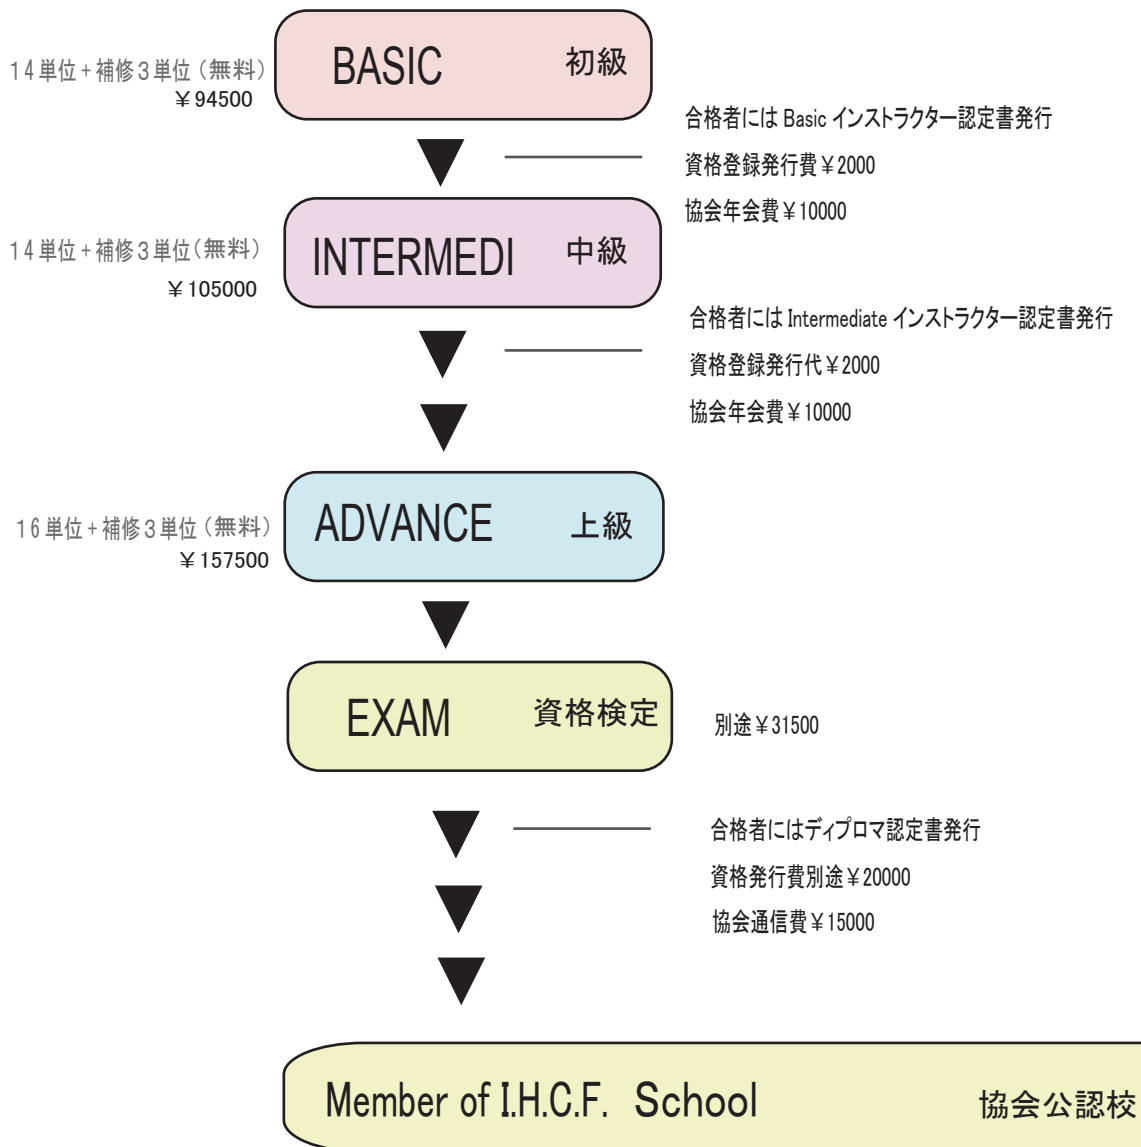 BASIC 初級
14単位+補修3単位(無料)
¥94500
合格者には Basic インストラクター認定書発行
資格登録発行費¥2000
協会年会費¥10000
INTERMEDI 中級
14単位+補修3単位(無料)
¥105000
合格者には Intermediate インストラクター認定書発行
資格登録発行代¥2000
協会年会費¥10000
ADVANCE 上級
16単位+補修3単位(無料)
¥157500
EXAM 資格検定
別途¥31500
合格者にはディプロマ認定書発行
資格発行費別途¥20000
協会通信費¥15000
Member of I.H.C.F. School 協会公認校